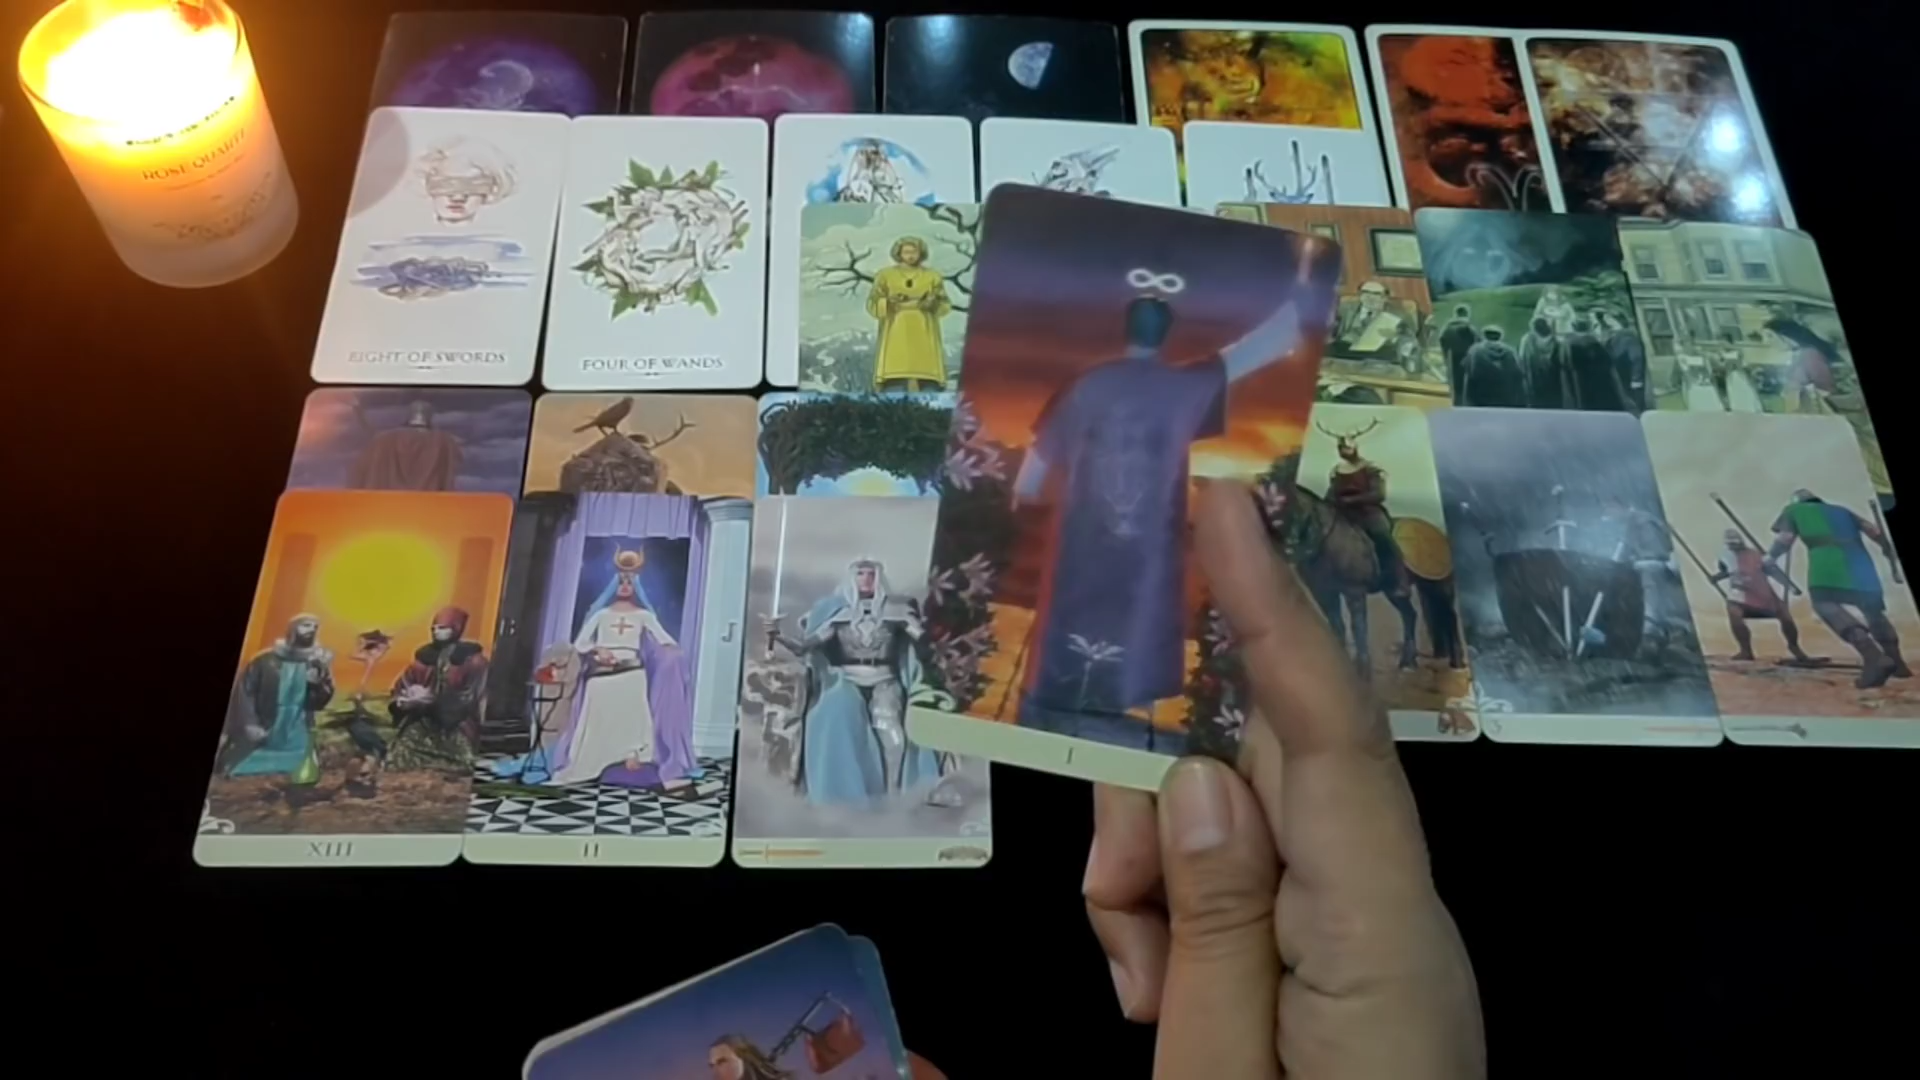 ROSE QUARTZ
EIGHT OF SWORDS
FOUR OF WANDS
B
J
I
XIII
II